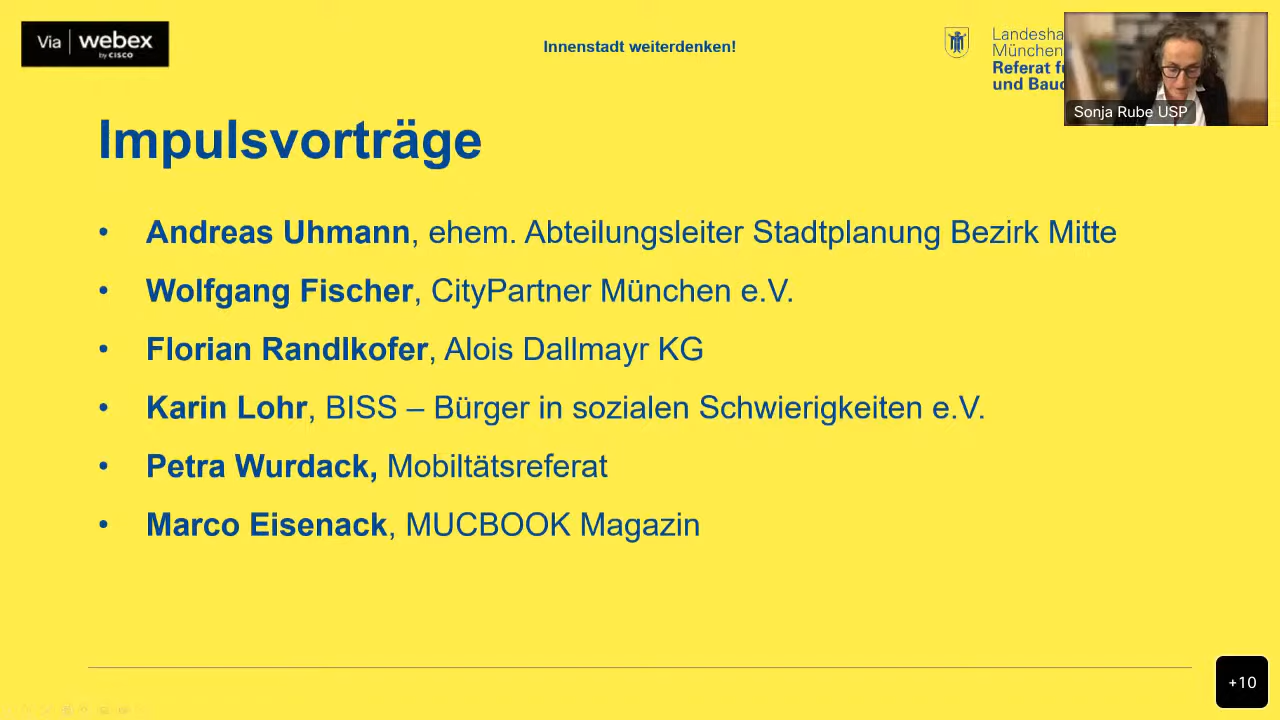 Via | webex
by CISCO
Innenstadt weiterdenken!
Landesha
München
Referat fü
und Bauo
Sonja Rube USP
Impulsvorträge
• Andreas Uhmann, ehem. Abteilungsleiter Stadtplanung Bezirk Mitte
• Wolfgang Fischer, CityPartner München e.V.
• Florian Randlkofer, Alois Dallmayr KG
• Karin Lohr, BISS – Bürger in sozialen Schwierigkeiten e.V.
• Petra Wurdack, Mobiltätsreferat
• Marco Eisenack, MUCBOOK Magazin
+10